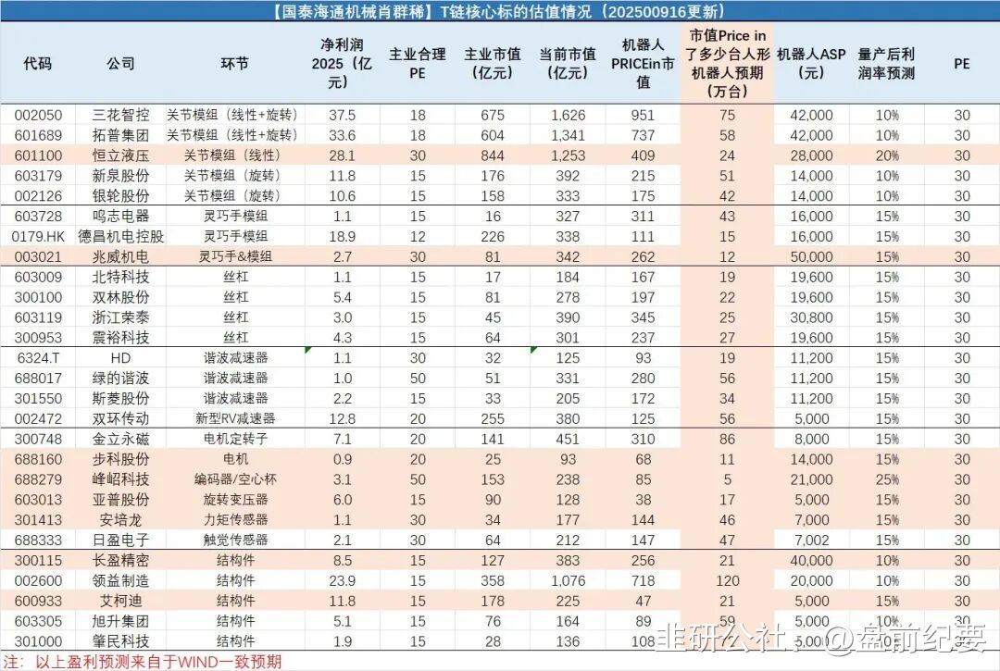 【国泰海通机械肖群稀】T链核心标的估值情况（202500916更新）
代码 公司 环节 净利润2025（亿元） 主业合理PE 主业市值（亿元） 当前市值（亿元） 机器人PRICEin市值 市值Price in了多少台人形机器人预期（万台） 机器人ASP（元） 量产后利润率预测 PE
002050 三花智控 关节模组（线性+旋转） 37.5 18 675 1,626 951 75 42,000 10% 30
601689 拓普集团 关节模组（线性+旋转） 33.6 18 604 1,341 737 58 42,000 10% 30
601100 恒立液压 关节模组（线性） 28.1 30 844 1,253 409 24 28,000 20% 30
603179 新泉股份 关节模组（旋转） 11.8 15 176 392 215 51 14,000 10% 30
002126 银轮股份 关节模组（旋转） 10.6 15 158 333 175 42 14,000 10% 30
603728 鸣志电器 灵巧手模组 1.1 15 16 327 311 43 16,000 15% 30
0179.HK 德昌机电控股 灵巧手模组 18.9 12 226 338 111 15 16,000 15% 30
003021 兆威机电 灵巧手&模组 2.7 30 81 342 262 12 50,000 15% 30
603009 北特科技 丝杠 1.1 15 17 184 167 19 19,600 15% 30
300100 双林股份 丝杠 5.4 15 81 278 197 22 19,600 15% 30
603119 浙江荣泰 丝杠 3.0 15 45 390 345 25 30,800 15% 30
300953 震裕科技 丝杠 4.3 15 64 301 237 27 19,600 15% 30
6324.T HD 谐波减速器 1.1 30 32 125 93 19 11,200 15% 30
688017 绿的谐波 谐波减速器 1.0 50 51 331 280 56 11,200 15% 30
301550 斯菱股份 谐波减速器 2.2 15 33 205 172 34 11,200 15% 30
002472 双环传动 新型RV减速器 12.8 20 255 380 125 56 5,000 15% 30
300748 金立永磁 电机定转子 7.1 20 141 451 310 86 8,000 15% 30
688160 步科股份 电机 0.9 20 25 93 68 11 14,000 15% 30
688279 峰岹科技 编码器/空心杯 3.1 50 153 238 85 5 21,000 25% 30
603013 亚普股份 旋转变压器 6.0 15 90 128 38 17 5,000 15% 30
301413 安培龙 力矩传感器 1.1 30 34 177 144 46 7,000 15% 30
688333 日盈电子 触觉传感器 2.1 30 64 212 147 47 7,002 15% 30
300115 长盈精密 结构件 8.5 15 127 383 256 21 40,000 10% 30
002600 领益制造 结构件 23.9 15 358 1,076 718 120 20,000 10% 30
600933 艾柯迪 结构件 11.8 15 178 225 47 21 5,000 15% 30
603305 旭升集团 结构件 5.1 15 76 164 89 59 5,000 10% 30
301000 肇民科技 结构件 1.9 15 28 136 108 5,000 30
注：以上盈利预测来自于WIND一致预期
韭研公社，@盘前纪要